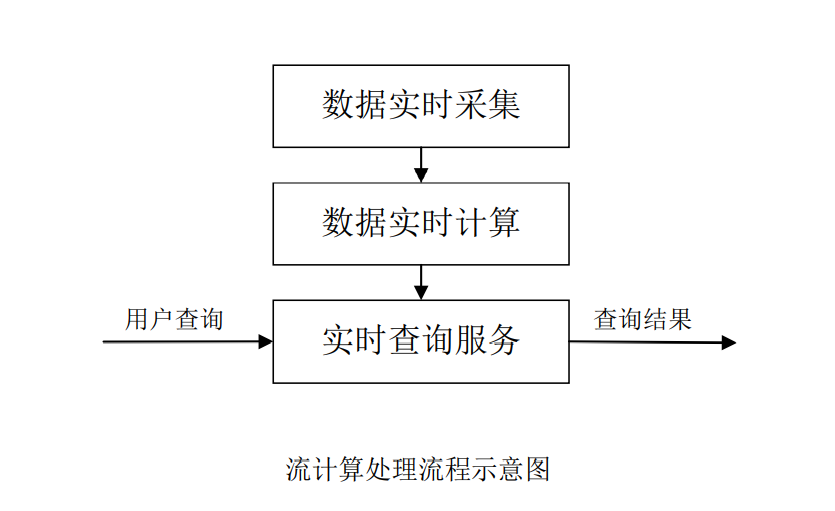 数据实时采集
数据实时计算
用户查询
实时查询服务
查询结果
流计算处理流程示意图